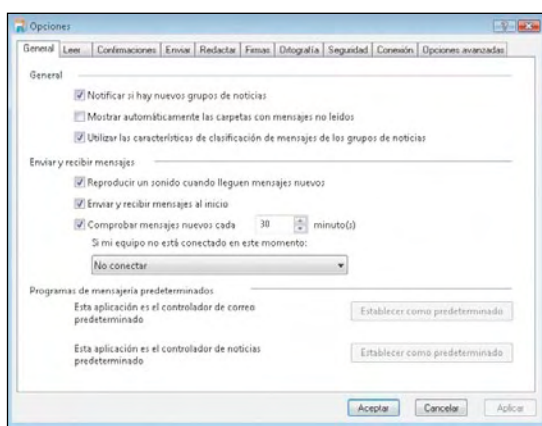 Opciones
General Leer Confirmaciones Enviar Redactar Firmas Ortografía Seguridad Conexión Opciones avanzadas
General
Notificar si hay nuevos grupos de noticias
Mostrar automáticamente las carpetas con mensajes no leídos
Utilizar las características de clasificación de mensajes de los grupos de noticias
Enviar y recibir mensajes
Reproducir un sonido cuando lleguen mensajes nuevos
Enviar y recibir mensajes al inicio
Comprobar mensajes nuevos cada 30 minuto(s)
Si mi equipo no está conectado en este momento:
No conectar
Programas de mensajería predeterminados
Esta aplicación es el controlador de correo
predeterminado
Establecer como predeterminado
Esta aplicación es el controlador de noticias
predeterminado
Establecer como predeterminado
Aceptar Cancelar Aplicar